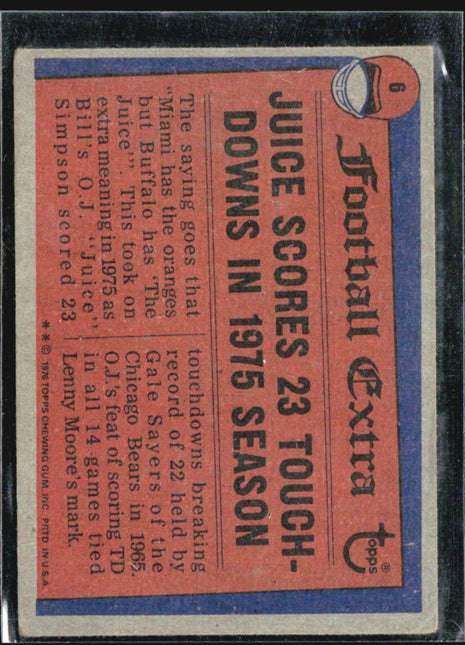 6
Football Extra
topps®
JUICE SCORES 23 TOUCH-
DOWNS IN 1975 SEASON
The saying goes that
"Miami has the oranges
but Buffalo has 'The
Juice'". This took on
extra meaning in 1975 as
Bill's O.J. "Juice"
Simpson scored 23
touchdowns breaking
record of 22 held by
Gale Sayers of the
Chicago Bears in 1965.
O.J.'s feat of scoring TD
in all 14 games tied
Lenny Moore's mark.
** © 1976 TOPPS CHEWING GUM, INC. PRTD IN U.S.A.